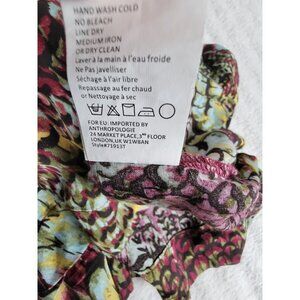 HAND WASH COLD
NO BLEACH
LINE DRY
MEDIUM IRON
OR DRY CLEAN
Laver à la main à l'eau froide
Ne Pas javelliser
Séchage à l'air libre
Repassage au fer chaud
or Nettoyage à sec
FOR EU: IMPORTED BY
ANTHROPOLOGIE
24 MARKET PLACE,3RD FLOOR
LONDON,UK W1W8AN
Style#71913T